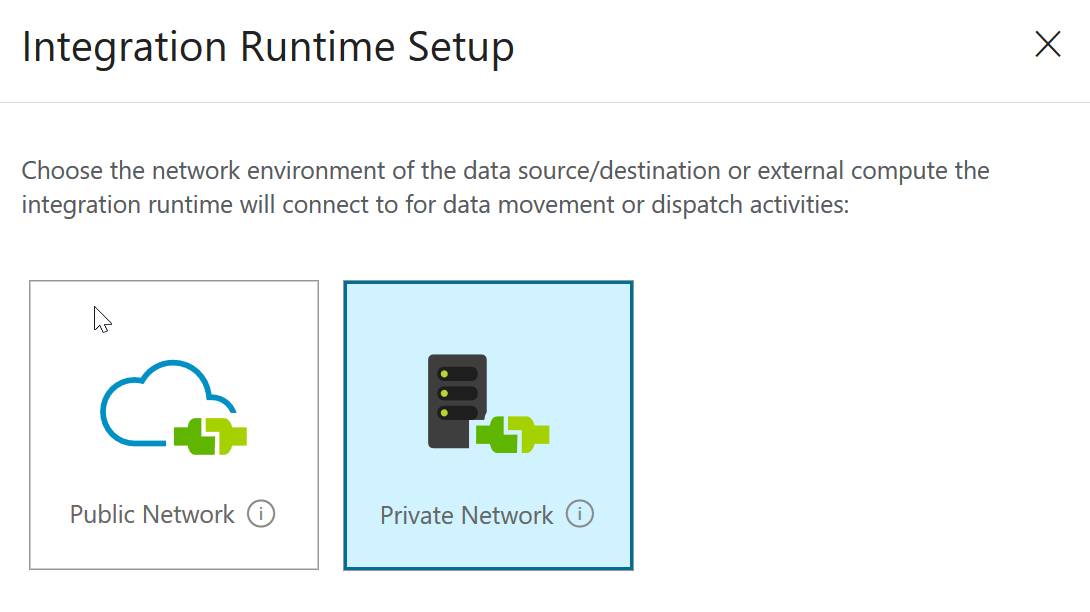 Integration Runtime Setup
Choose the network environment of the data source/destination or external compute the
integration runtime will connect to for data movement or dispatch activities:
Public Network
Private Network